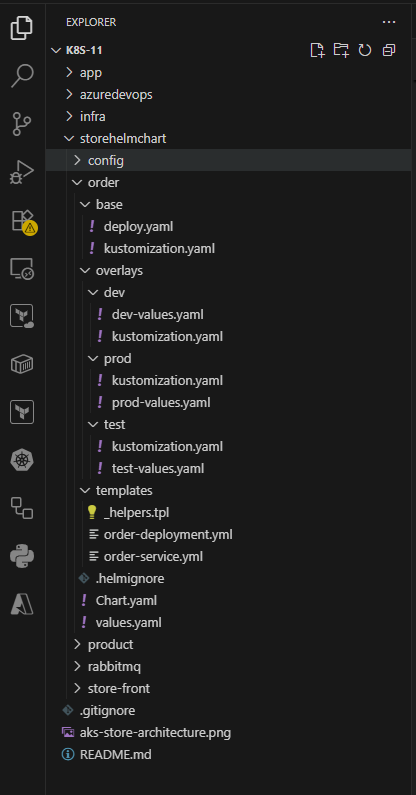 EXPLORER
K8S-11
app
azuredevops
infra
storehelmchart
config
order
base
deploy.yaml
kustomization.yaml
overlays
dev
dev-values.yaml
kustomization.yaml
prod
kustomization.yaml
prod-values.yaml
test
kustomization.yaml
test-values.yaml
templates
_helpers.tpl
order-deployment.yml
order-service.yml
.helmignore
Chart.yaml
values.yaml
product
rabbitmq
store-front
.gitignore
aks-store-architecture.png
README.md